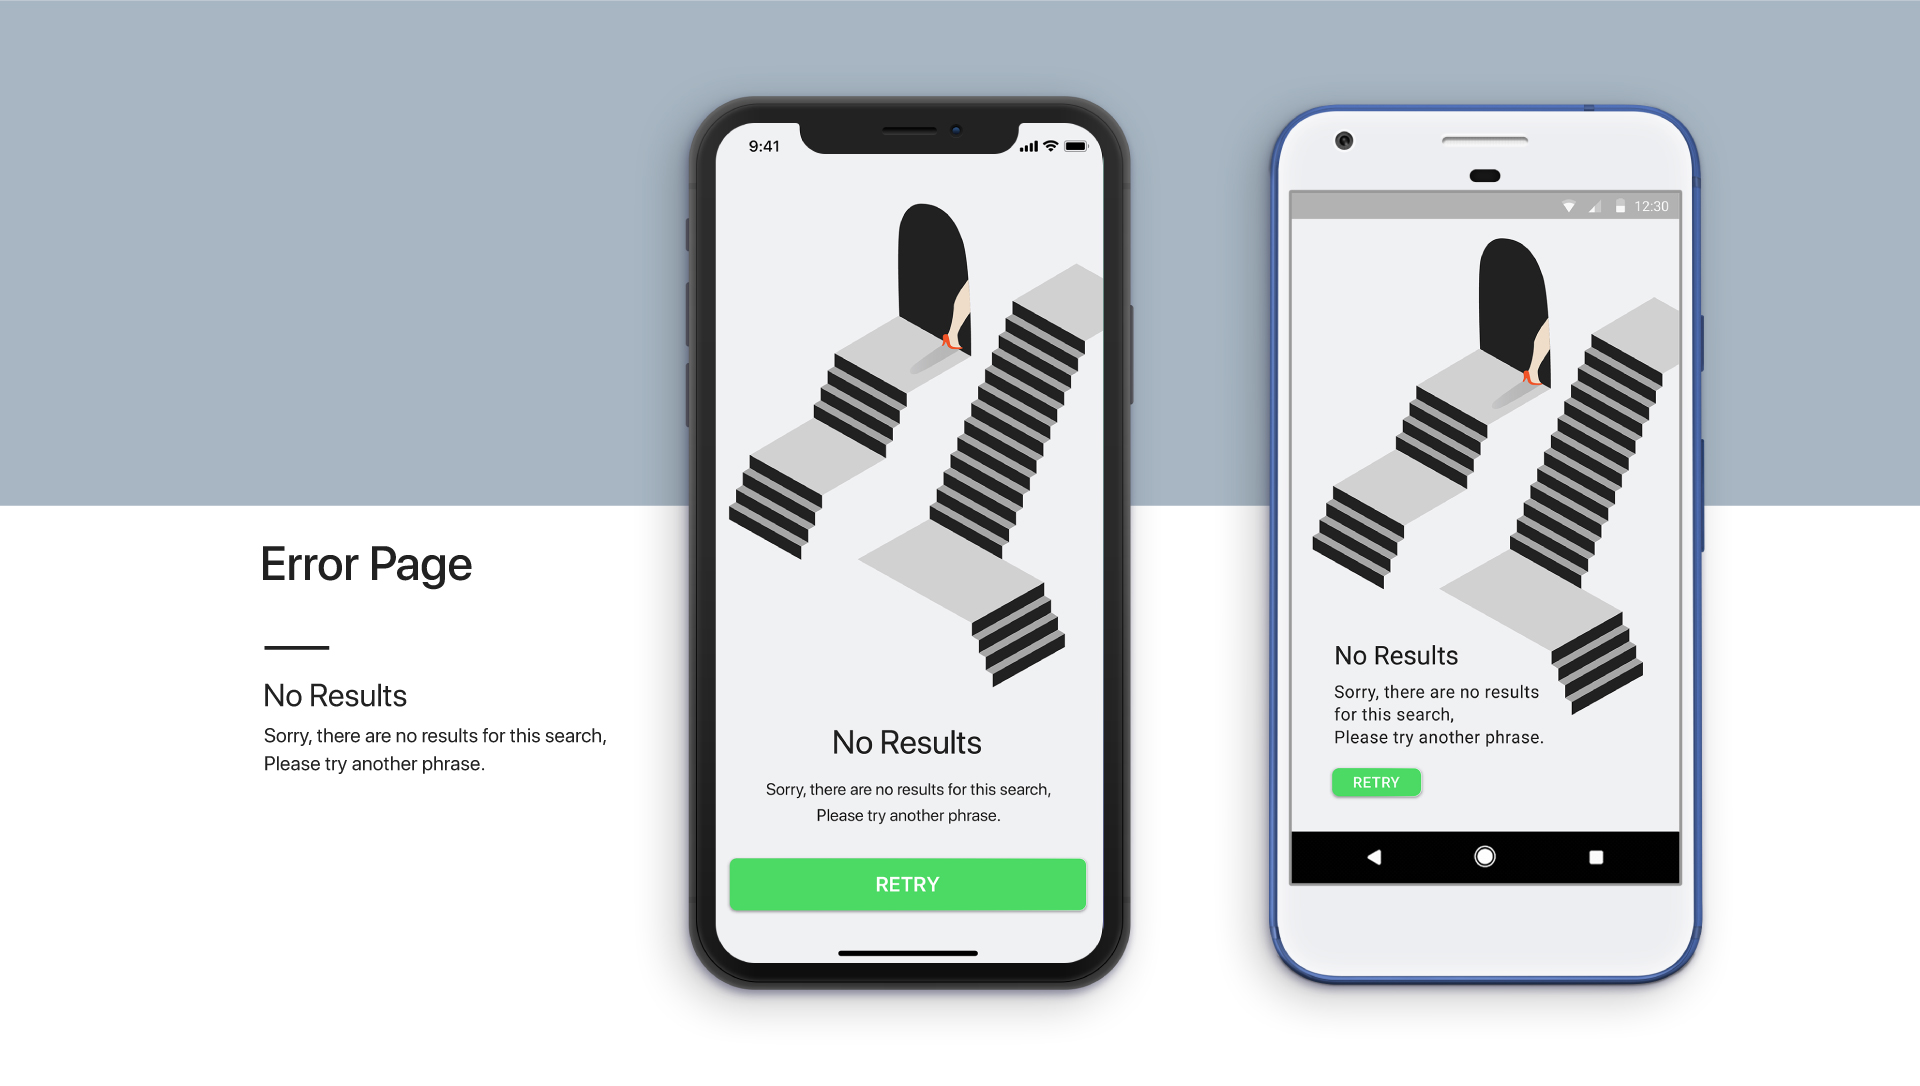 Error Page
No Results
Sorry, there are no results for this search,
Please try another phrase.
9:41
No Results
Sorry, there are no results for this search,
Please try another phrase.
RETRY
12:30
No Results
Sorry, there are no results
for this search,
Please try another phrase.
RETRY